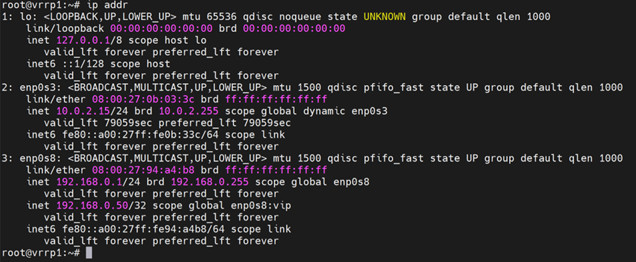 root@vrrp1:~# ip addr
1: lo: <LOOPBACK,UP,LOWER_UP> mtu 65536 qdisc noqueue state UNKNOWN group default qlen 1000
    link/loopback 00:00:00:00:00:00 brd 00:00:00:00:00:00
    inet 127.0.0.1/8 scope host lo
       valid_lft forever preferred_lft forever
    inet6 ::1/128 scope host
       valid_lft forever preferred_lft forever
2: enp0s3: <BROADCAST,MULTICAST,UP,LOWER_UP> mtu 1500 qdisc pfifo_fast state UP group default qlen 1000
    link/ether 08:00:27:0b:03:3c brd ff:ff:ff:ff:ff:ff
    inet 10.0.2.15/24 brd 10.0.2.255 scope global dynamic enp0s3
       valid_lft 79059sec preferred_lft 79059sec
    inet6 fe80::a00:27ff:fe0b:33c/64 scope link
       valid_lft forever preferred_lft forever
3: enp0s8: <BROADCAST,MULTICAST,UP,LOWER_UP> mtu 1500 qdisc pfifo_fast state UP group default qlen 1000
    link/ether 08:00:27:94:a4:b8 brd ff:ff:ff:ff:ff:ff
    inet 192.168.0.1/24 brd 192.168.0.255 scope global enp0s8
       valid_lft forever preferred_lft forever
    inet 192.168.0.50/32 scope global enp0s8:vip
       valid_lft forever preferred_lft forever
    inet6 fe80::a00:27ff:fe94:a4b8/64 scope link
       valid_lft forever preferred_lft forever
root@vrrp1:~#